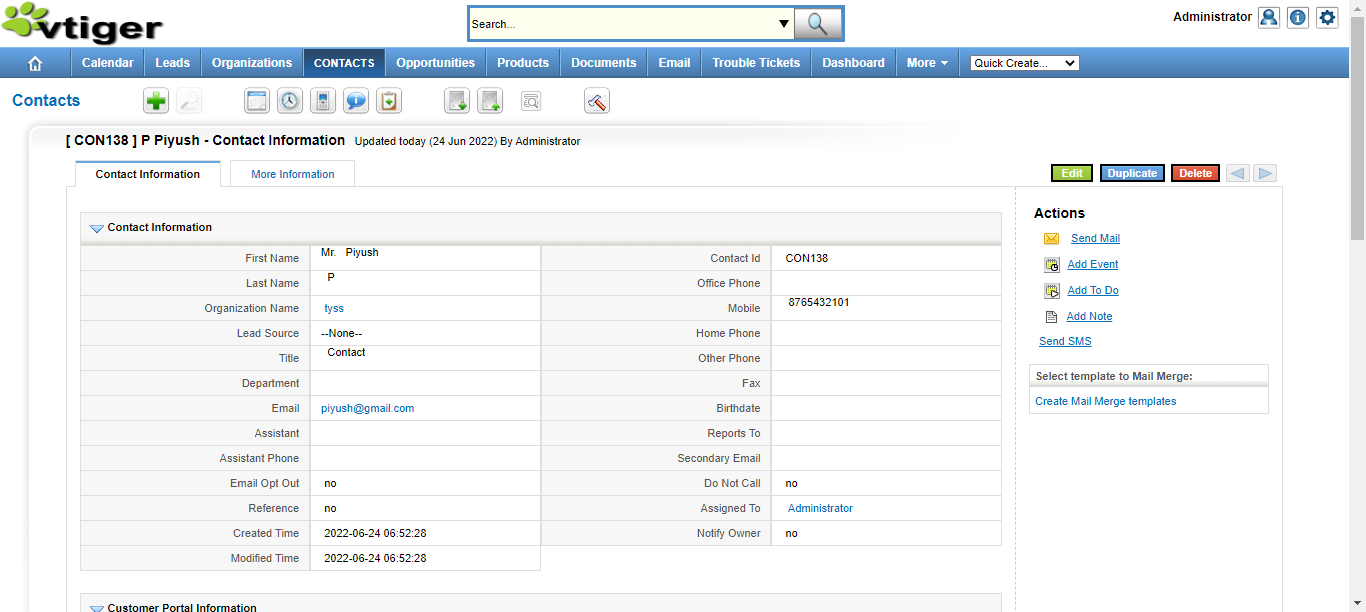 vtiger
Search...
Administrator
Calendar Leads Organizations CONTACTS Opportunities Products Documents Email Trouble Tickets Dashboard More Quick Create...
Contacts
[ CON138 ] P Piyush - Contact Information Updated today (24 Jun 2022) By Administrator
Contact Information More Information
Edit Duplicate Delete
Contact Information
First Name Mr. Piyush Contact Id CON138
Last Name P Office Phone
Organization Name tyss Mobile 8765432101
Lead Source --None-- Home Phone
Title Contact Other Phone
Department Fax
Email piyush@gmail.com Birthdate
Assistant Reports To
Assistant Phone Secondary Email
Email Opt Out no Do Not Call no
Reference no Assigned To Administrator
Created Time 2022-06-24 06:52:28 Notify Owner no
Modified Time 2022-06-24 06:52:28
Customer Portal Information
Actions
Send Mail
Add Event
Add To Do
Add Note
Send SMS
Select template to Mail Merge:
Create Mail Merge templates